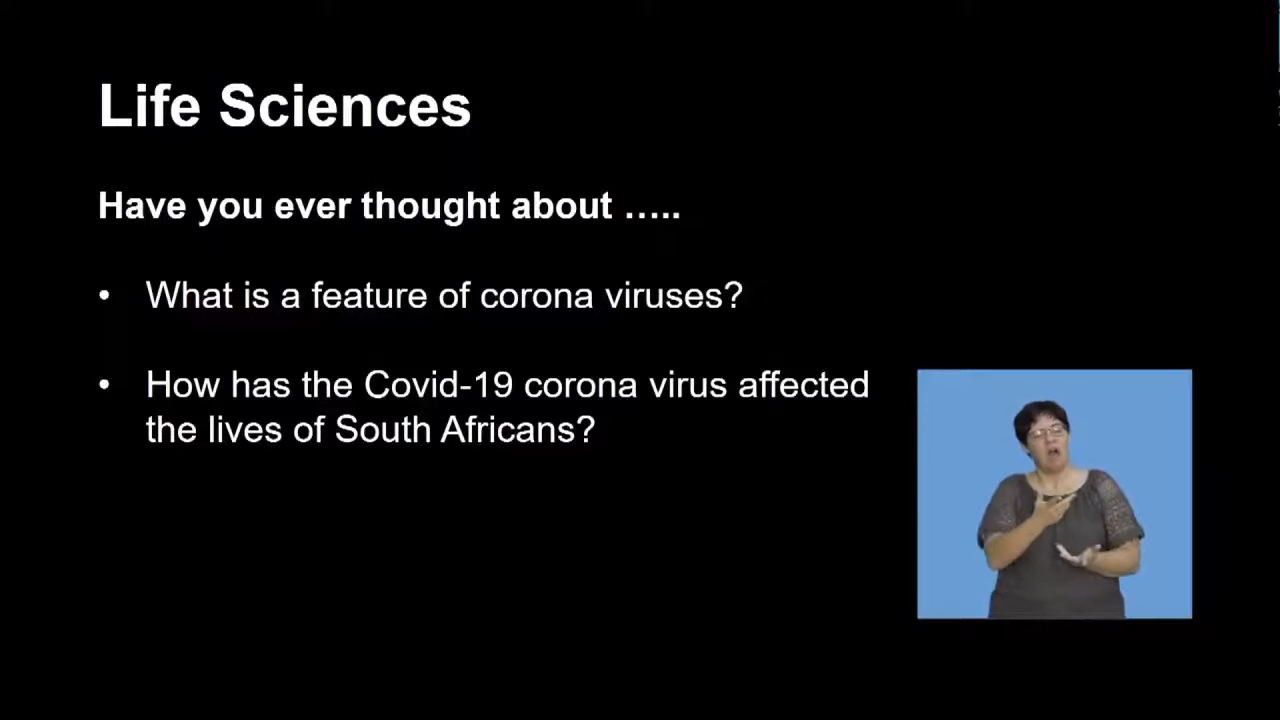 Life Sciences
Have you ever thought about …..
• What is a feature of corona viruses?
• How has the Covid-19 corona virus affected
the lives of South Africans?